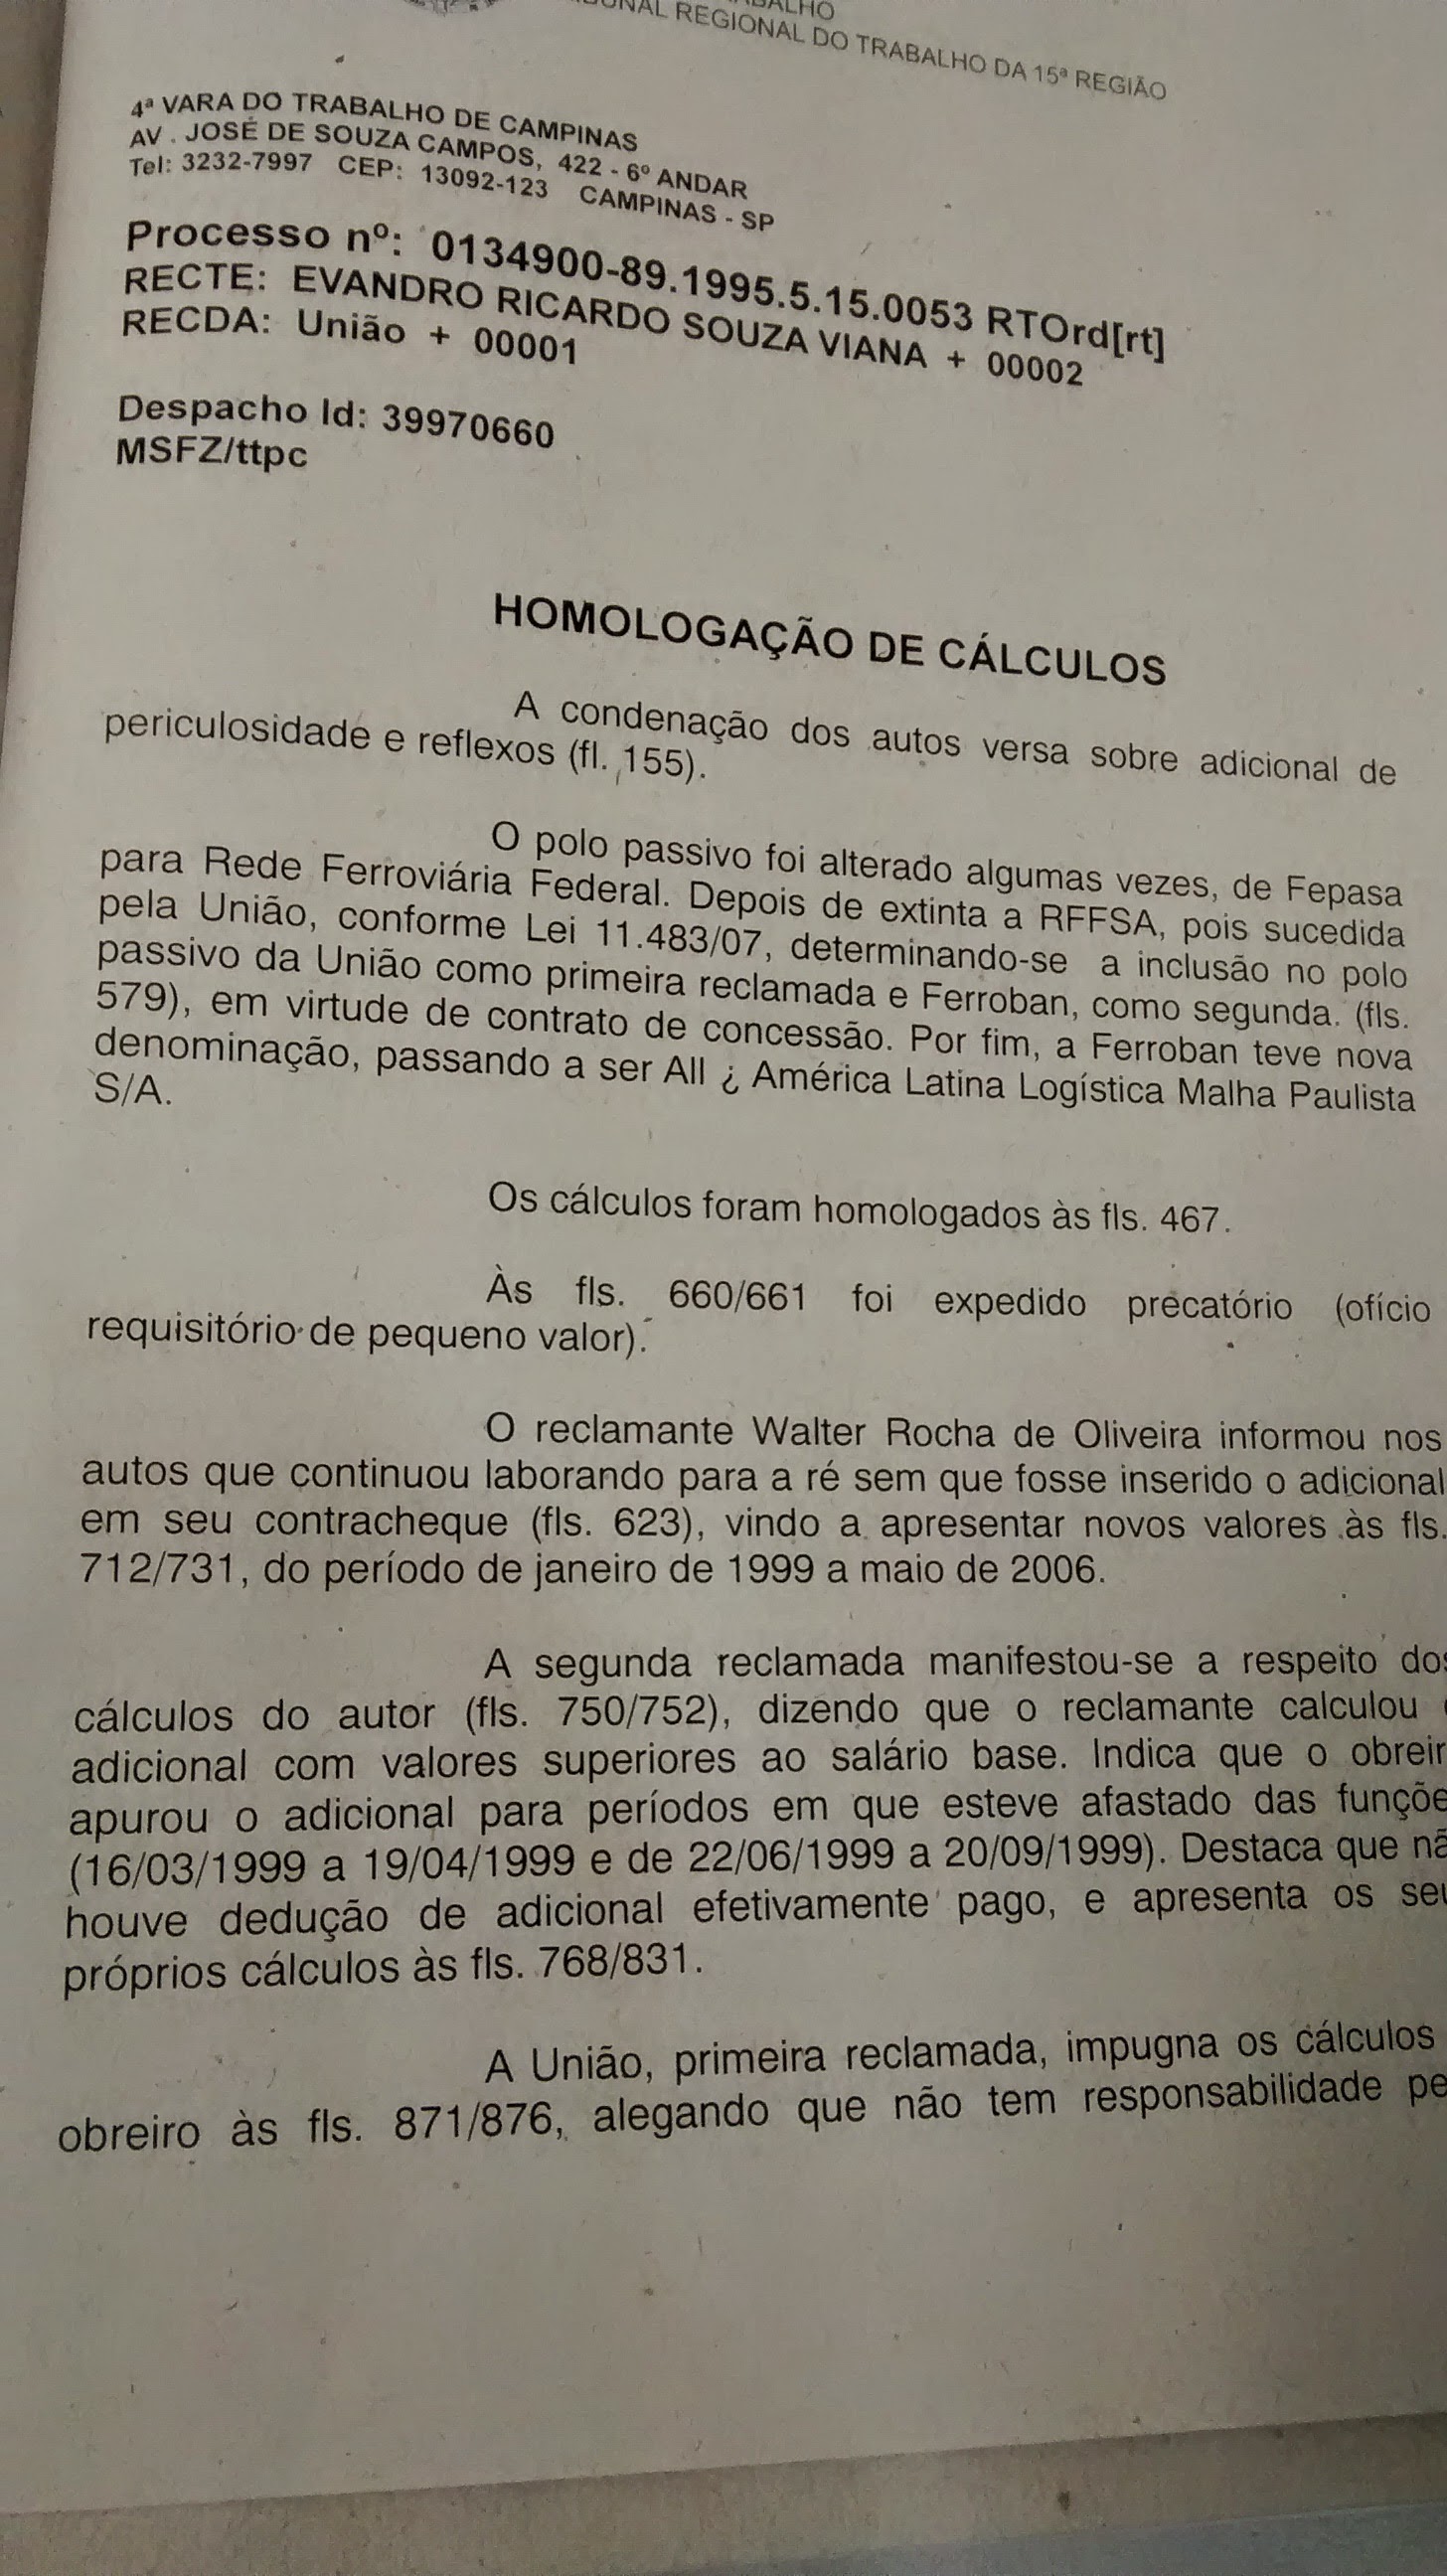 REGIONAL DO TRABALHO DA 15ª REGIÃO
4ª VARA DO TRABALHO DE CAMPINAS
AV . JOSÉ DE SOUZA CAMPOS, 422 - 6º ANDAR
Tel: 3232-7997 CEP: 13092-123 CAMPINAS - SP
Processo nº: 0134900-89.1995.5.15.0053 RTOrd[rt]
RECTE: EVANDRO RICARDO SOUZA VIANA + 00002
RECDA: União + 00001
Despacho Id: 39970660
MSFZ/ttpc
HOMOLOGAÇÃO DE CÁLCULOS
A condenação dos autos versa sobre adicional de
periculosidade e reflexos (fl. 155).
O polo passivo foi alterado algumas vezes, de Fepasa
para Rede Ferroviária Federal. Depois de extinta a RFFSA, pois sucedida
pela União, conforme Lei 11.483/07, determinando-se a inclusão no polo
passivo da União como primeira reclamada e Ferroban, como segunda. (fls.
579), em virtude de contrato de concessão. Por fim, a Ferroban teve nova
denominação, passando a ser All ¿ América Latina Logística Malha Paulista
S/A.
Os cálculos foram homologados às fls. 467.
Às fls. 660/661 foi expedido precatório (ofício
requisitório de pequeno valor).
O reclamante Walter Rocha de Oliveira informou nos
autos que continuou laborando para a ré sem que fosse inserido o adicional
em seu contracheque (fls. 623), vindo a apresentar novos valores às fls.
712/731, do período de janeiro de 1999 a maio de 2006.
A segunda reclamada manifestou-se a respeito dos
cálculos do autor (fls. 750/752), dizendo que o reclamante calculou
adicional com valores superiores ao salário base. Indica que o obreir
apurou o adicional para períodos em que esteve afastado das funçõe
(16/03/1999 a 19/04/1999 e de 22/06/1999 a 20/09/1999). Destaca que nã
houve dedução de adicional efetivamente pago, e apresenta os seu
próprios cálculos às fls. 768/831.
A União, primeira reclamada, impugna os cálculos
obreiro às fls. 871/876, alegando que não tem responsabilidade pe